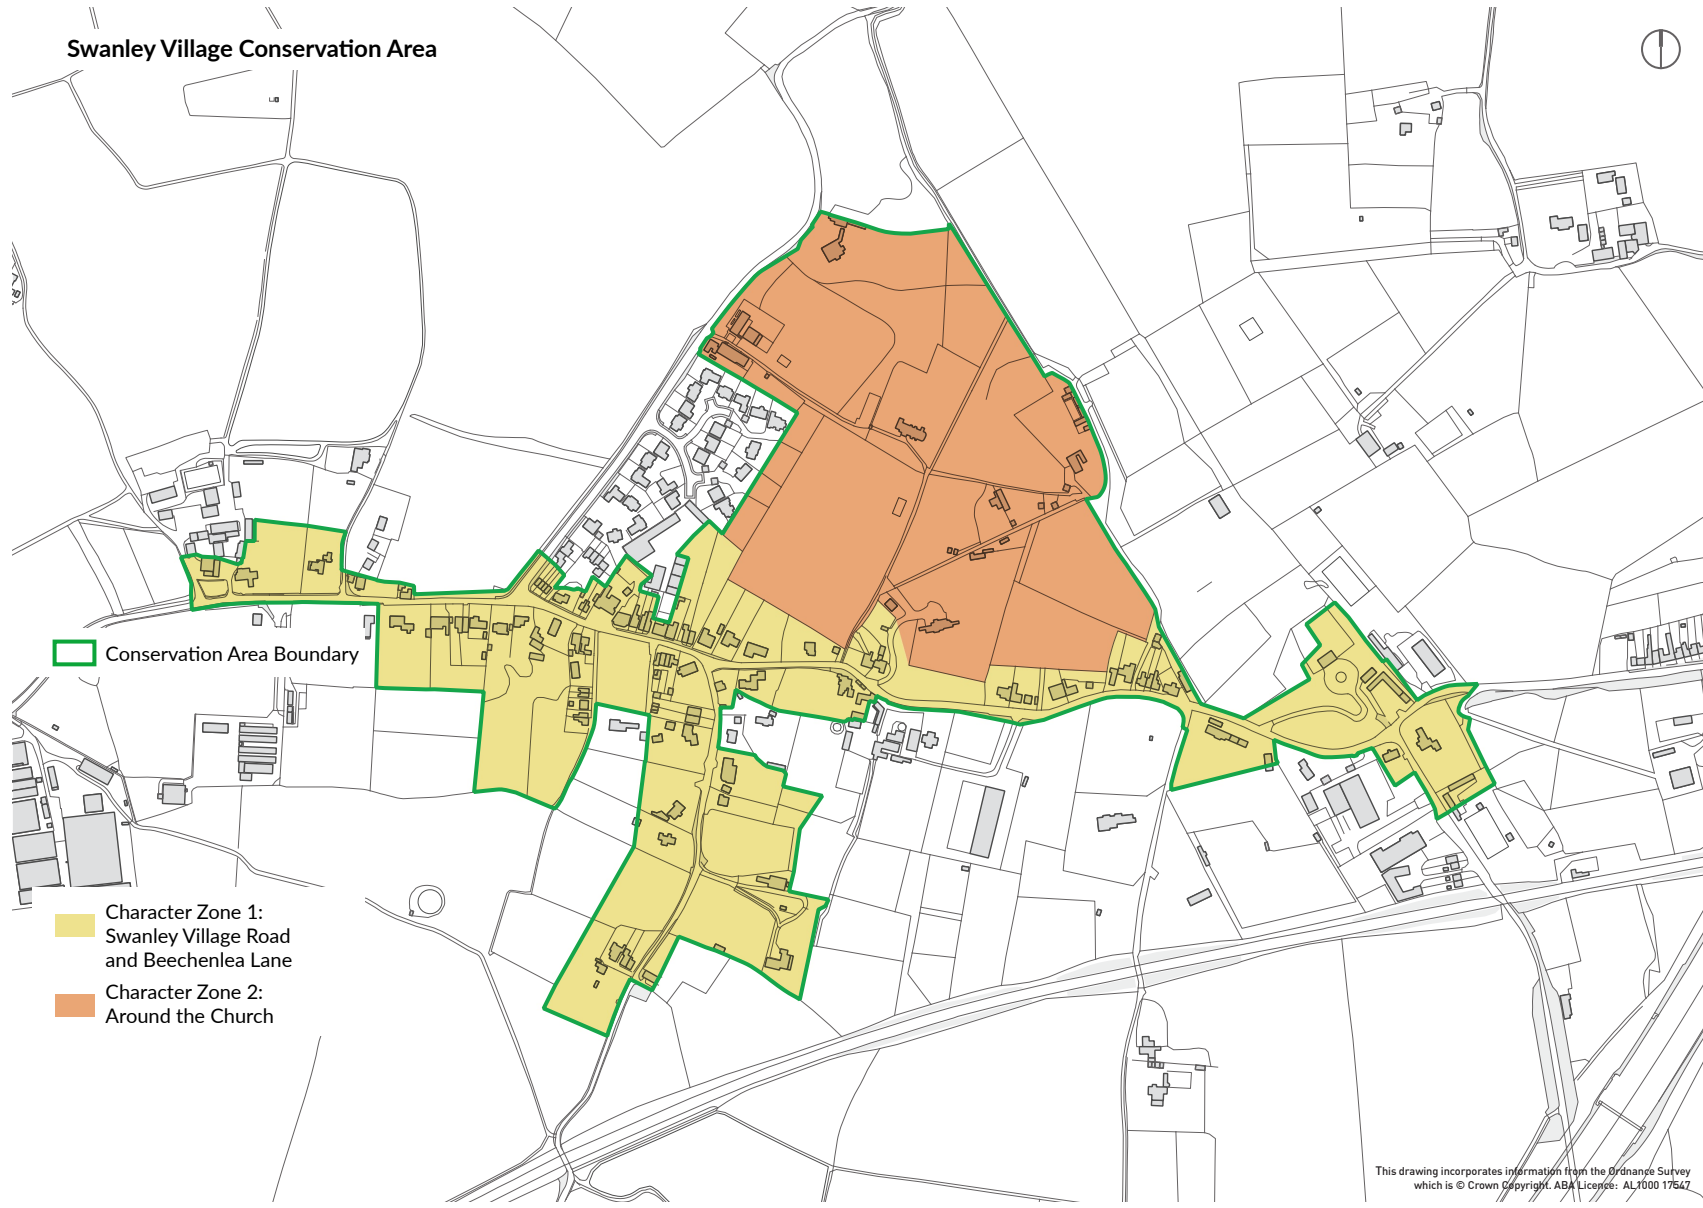 Swanley Village Conservation Area
Conservation Area Boundary
Character Zone 1:
Swanley Village Road
and Beechenlea Lane
Character Zone 2:
Around the Church
This drawing incorporates information from the Ordnance Survey
which is © Crown Copyright. ABA Licence: AL1000 17547